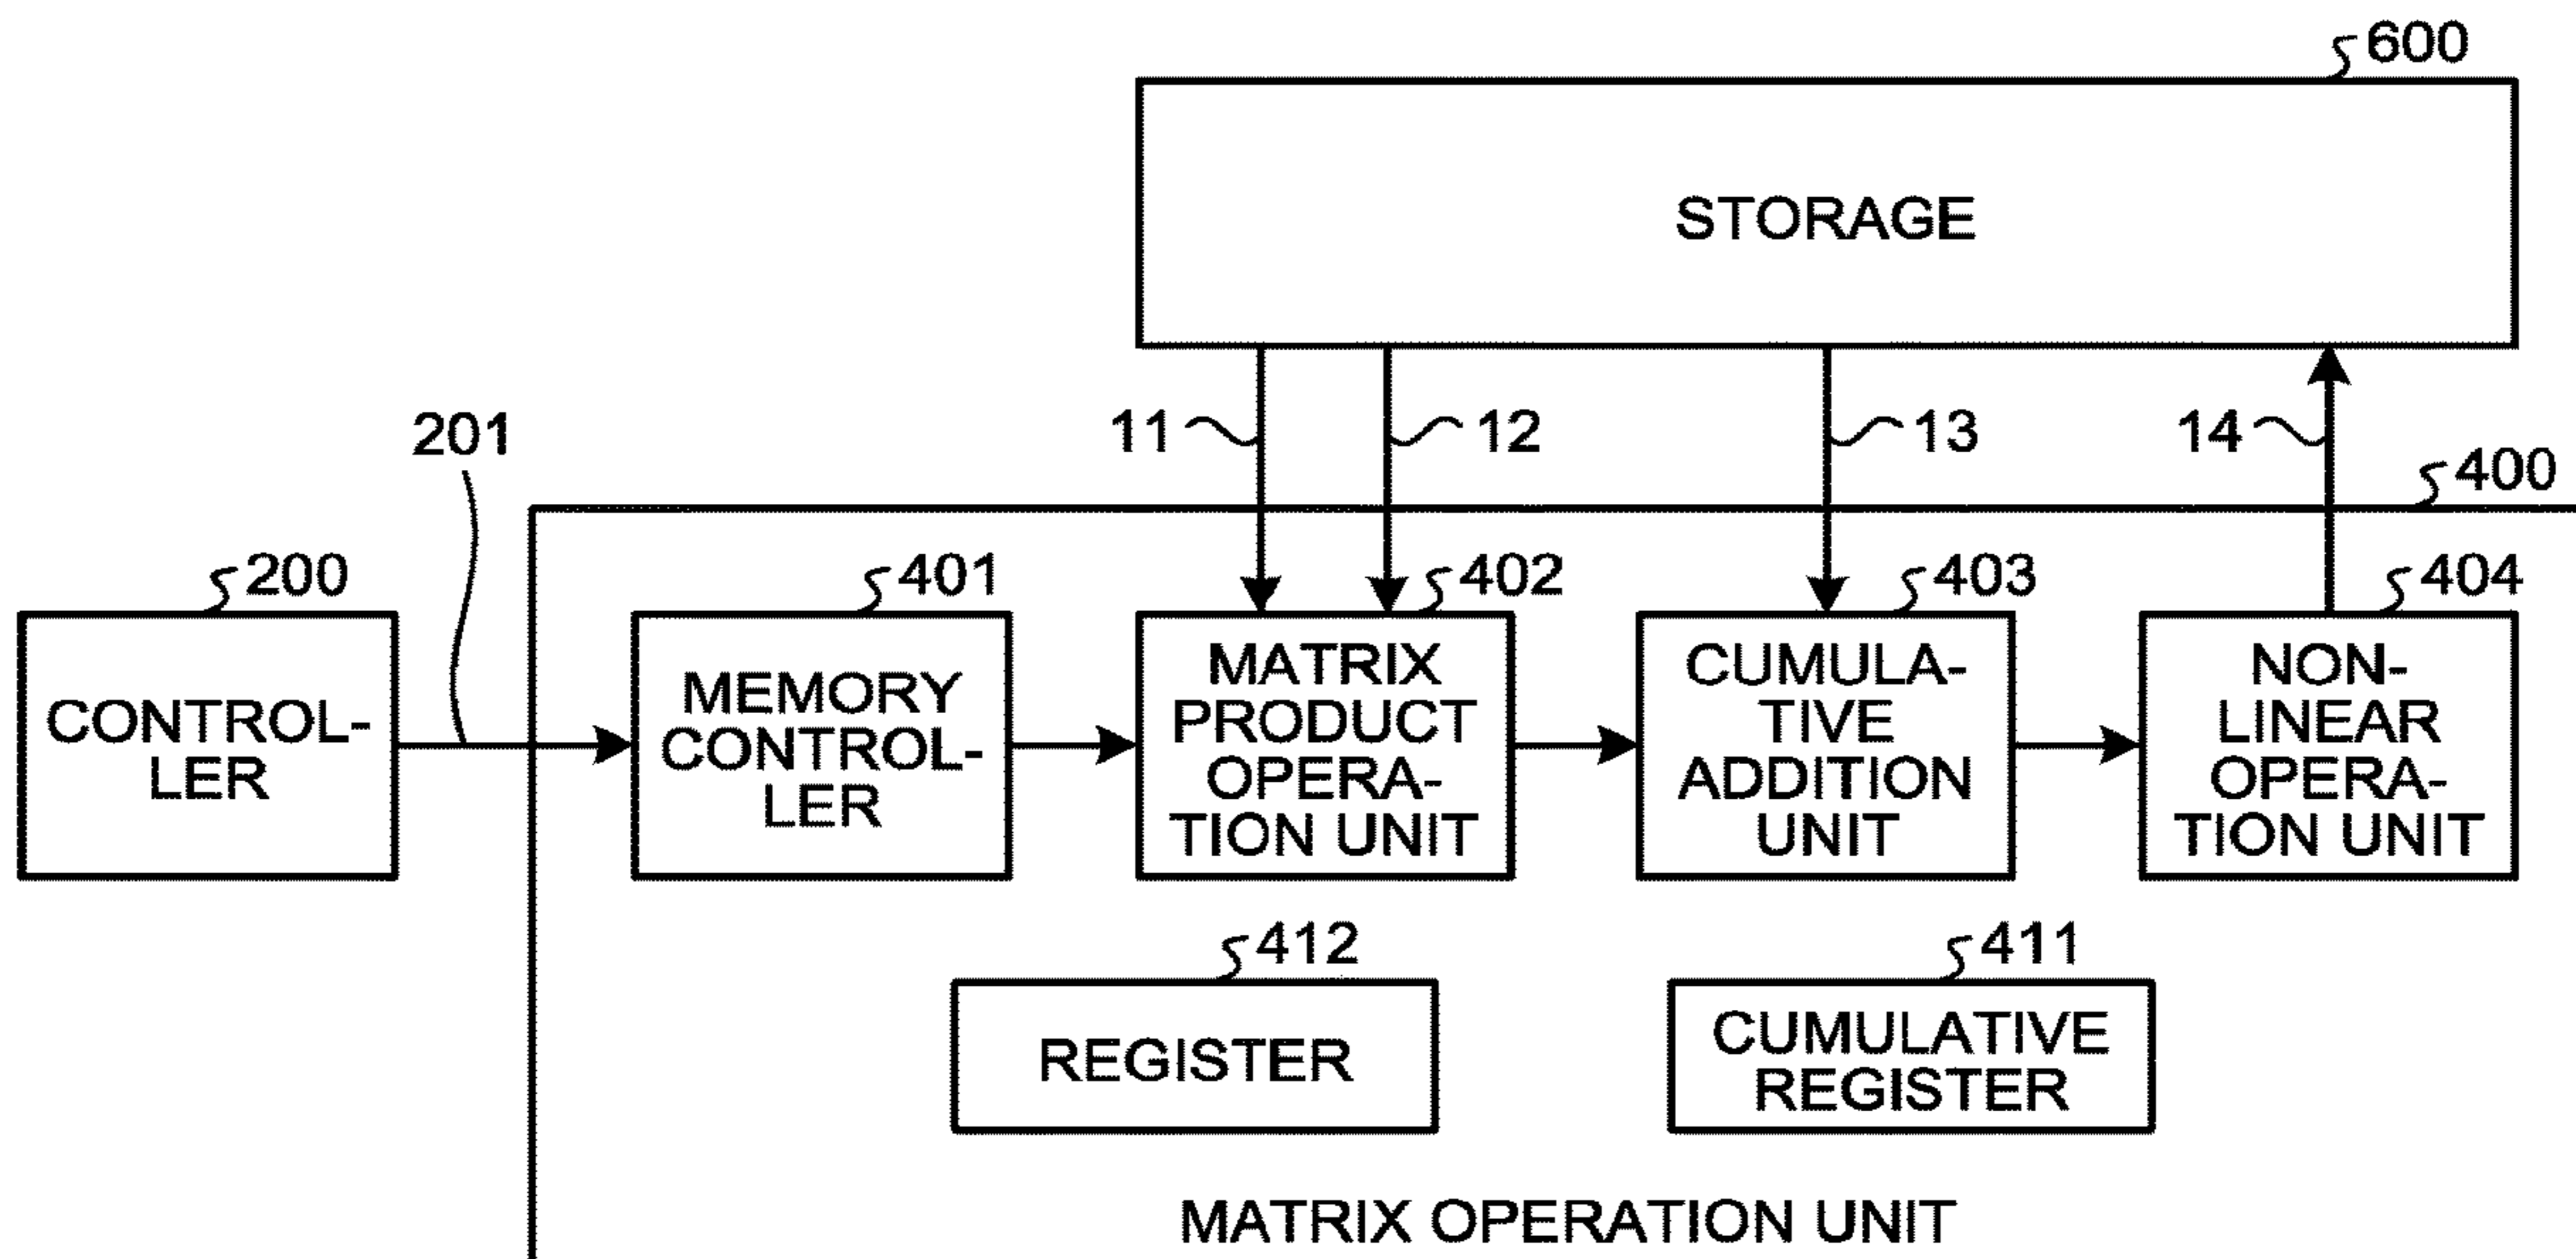 600
STORAGE
11
12
13
14
201
400
200
401
402
403
404
CONTROL-
LER
MEMORY
CONTROL-
LER
MATRIX
PRODUCT
OPERA-
TION UNIT
CUMULA-
TIVE
ADDITION
UNIT
NON-
LINEAR
OPERA-
TION UNIT
412
411
REGISTER
CUMULATIVE
REGISTER
MATRIX OPERATION UNIT